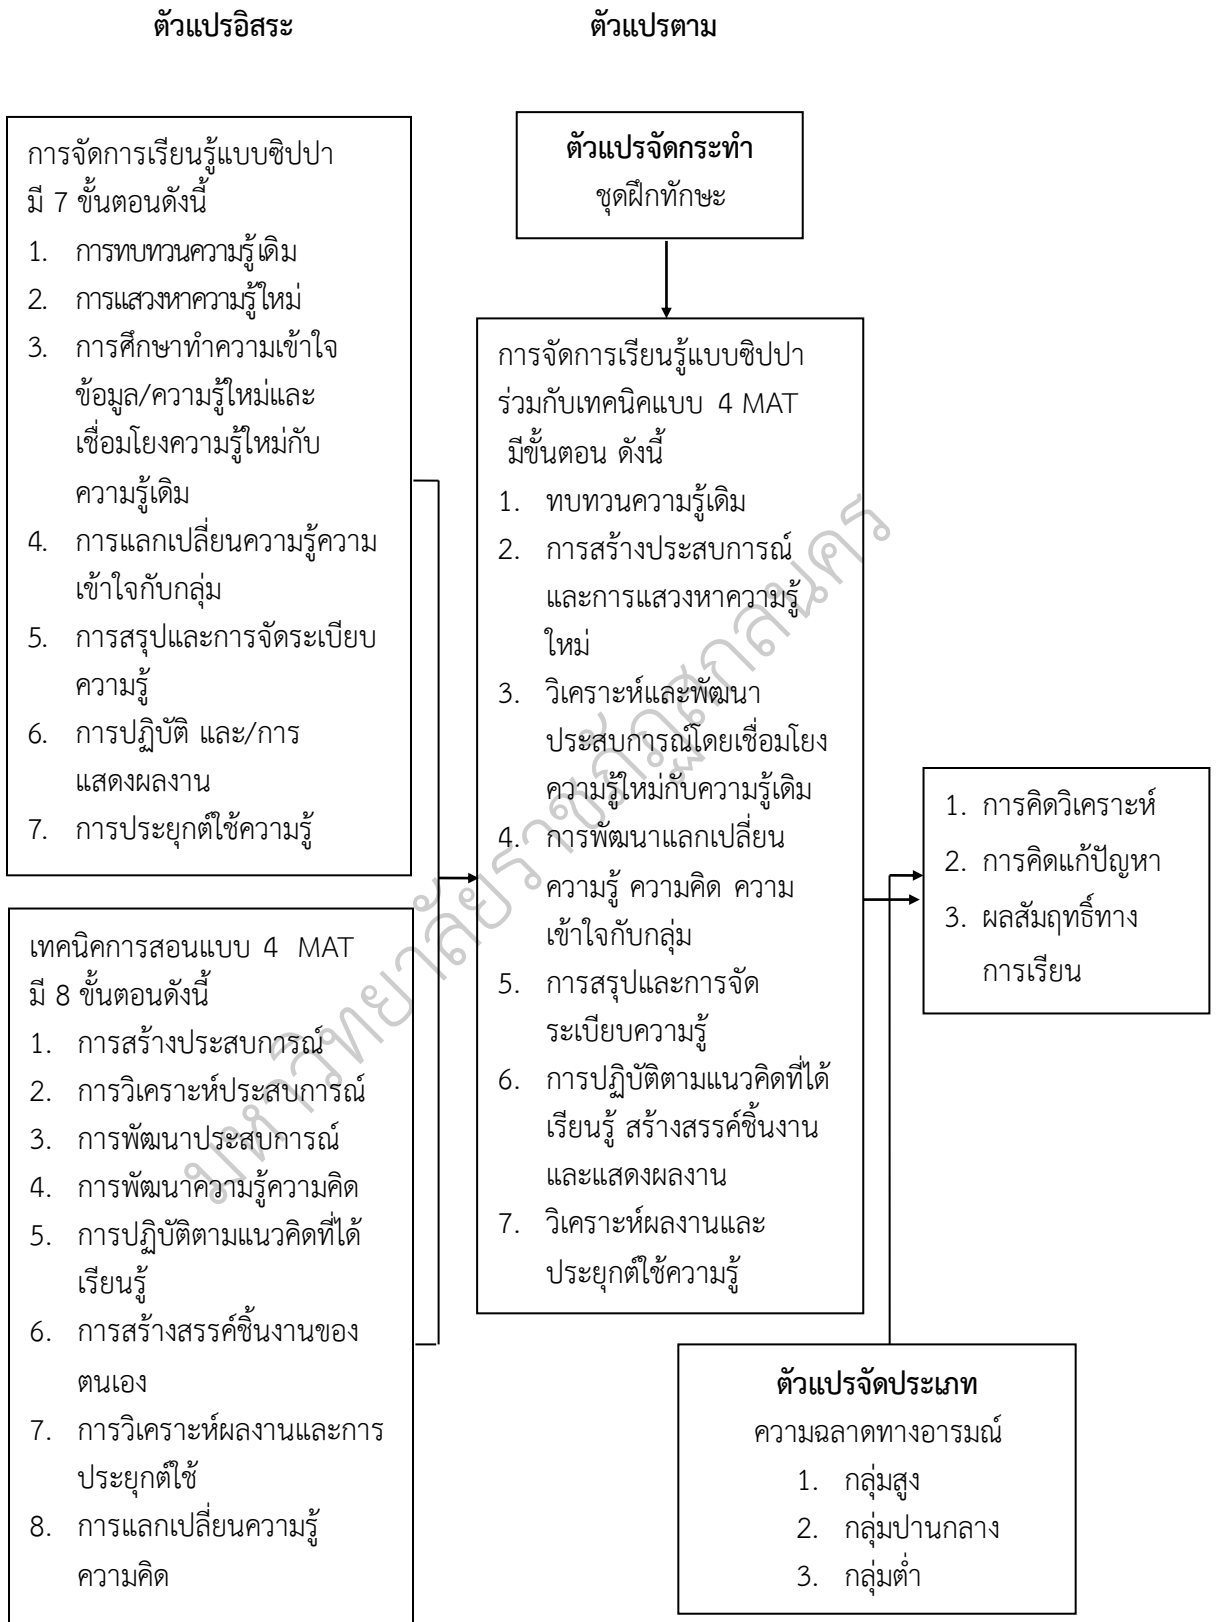 ตัวแปรอิสระ
ตัวแปรตาม
การจัดการเรียนรู้แบบซิปปา
มี 7 ขั้นตอนดังนี้
1. การทบทวนความรู้เดิม
2. การแสวงหาความรู้ใหม่
3. การศึกษาทำความเข้าใจ
ข้อมูล/ความรู้ใหม่และ
เชื่อมโยงความรู้ใหม่กับ
ความรู้เดิม
4. การแลกเปลี่ยนความรู้ความ
เข้าใจกับกลุ่ม
5. การสรุปและการจัดระเบียบ
ความรู้
6. การปฏิบัติ และ/การ
แสดงผลงาน
7. การประยุกต์ใช้ความรู้
เทคนิคการสอนแบบ 4 MAT
มี 8 ขั้นตอนดังนี้
1. การสร้างประสบการณ์
2. การวิเคราะห์ประสบการณ์
3. การพัฒนาประสบการณ์
4. การพัฒนาความรู้ความคิด
5. การปฏิบัติตามแนวคิดที่ได้
เรียนรู้
6. การสร้างสรรค์ชิ้นงานของ
ตนเอง
7. การวิเคราะห์ผลงานและการ
ประยุกต์ใช้
8. การแลกเปลี่ยนความรู้
ความคิด
ตัวแปรจัดกระทำ
ชุดฝึกทักษะ
การจัดการเรียนรู้แบบซิปปา
ร่วมกับเทคนิคแบบ 4 MAT
มีขั้นตอน ดังนี้
1. ทบทวนความรู้เดิม
2. การสร้างประสบการณ์
และการแสวงหาความรู้
ใหม่
3. วิเคราะห์และพัฒนา
ประสบการณ์โดยเชื่อมโยง
ความรู้ใหม่กับความรู้เดิม
4. การพัฒนาแลกเปลี่ยน
ความรู้ ความคิด ความ
เข้าใจกับกลุ่ม
5. การสรุปและการจัด
ระเบียบความรู้
6. การปฏิบัติตามแนวคิดที่ได้
เรียนรู้ สร้างสรรค์ชิ้นงาน
และแสดงผลงาน
7. วิเคราะห์ผลงานและ
ประยุกต์ใช้ความรู้
1. การคิดวิเคราะห์
2. การคิดแก้ปัญหา
3. ผลสัมฤทธิ์ทาง
การเรียน
ตัวแปรจัดประเภท
ความฉลาดทางอารมณ์
1. กลุ่มสูง
2. กลุ่มปานกลาง
3. กลุ่มต่ำ
มหาวิทยาลัยราชภัฏสกลนคร